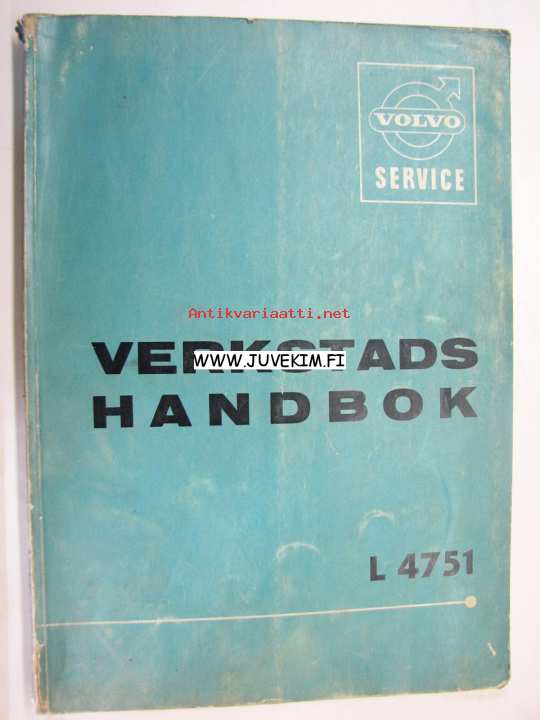 VOLVO
SERVICE
Antikvariaatti.net
VERKSTADS
WWW.JUVEKIM.FI
HANDBOK
L 4751